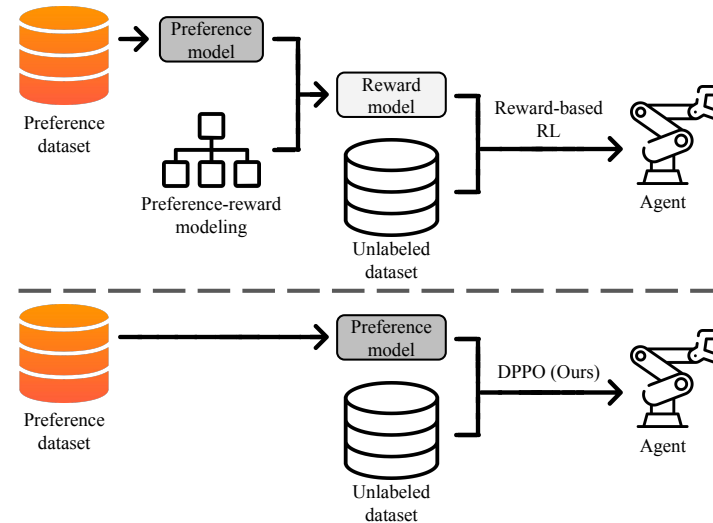 Preference
dataset
Preference
model
Preference-reward
modeling
Reward
model
Unlabeled
dataset
Reward-based
RL
Agent
Preference
dataset
Preference
model
Unlabeled
dataset
DPPO (Ours)
Agent